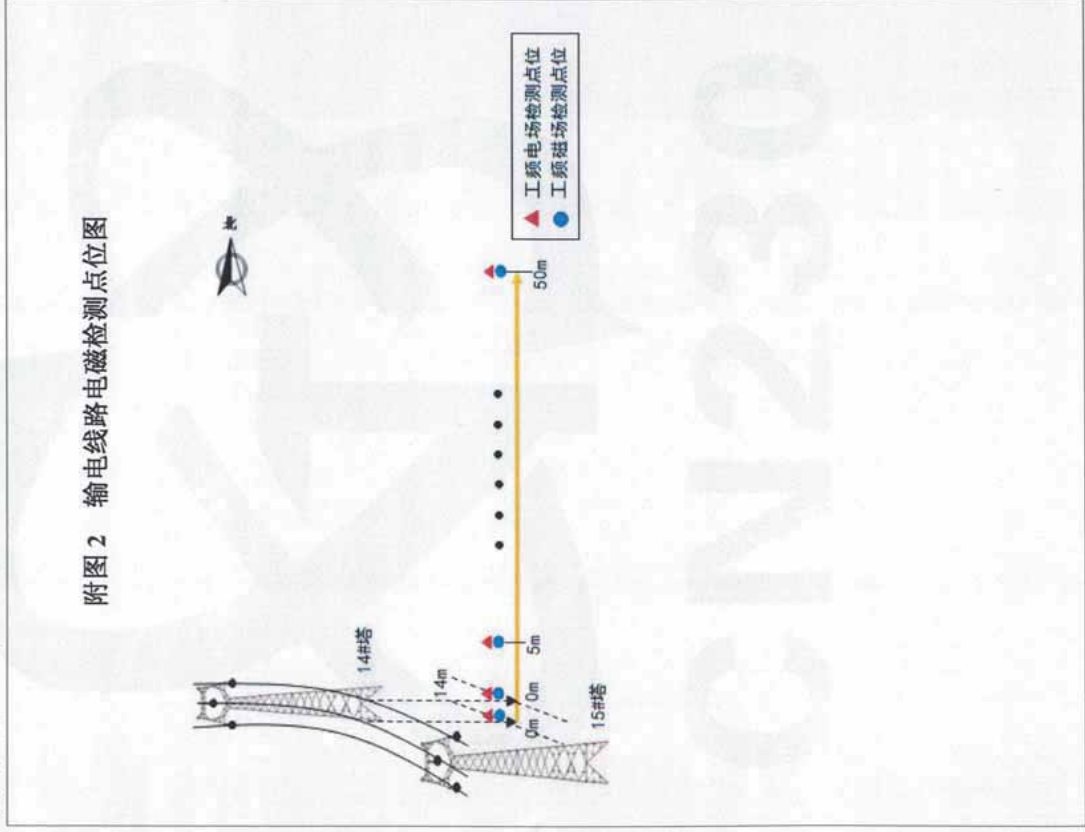 附图 2 输电线路电磁检测点位图
北
14#塔
14m
0m
0m
5m
50m
15#塔
▲ 工频电场检测点位
● 工频磁场检测点位
CN230